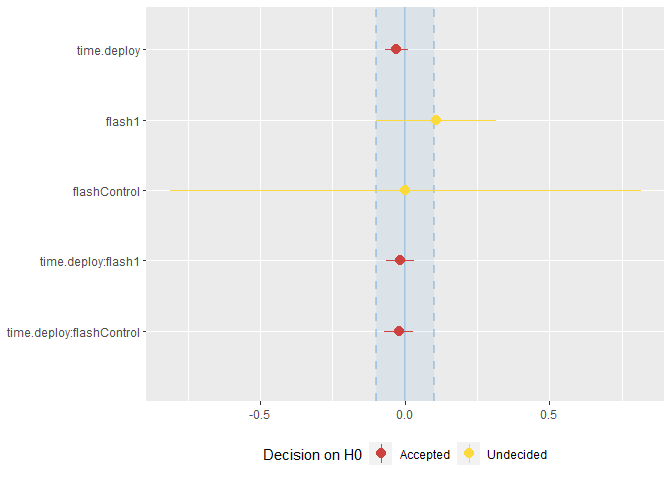 time.deploy
flash1
flashControl
time.deploy:flash1
time.deploy:flashControl
-0.5 0.0 0.5
Decision on H0 Accepted Undecided